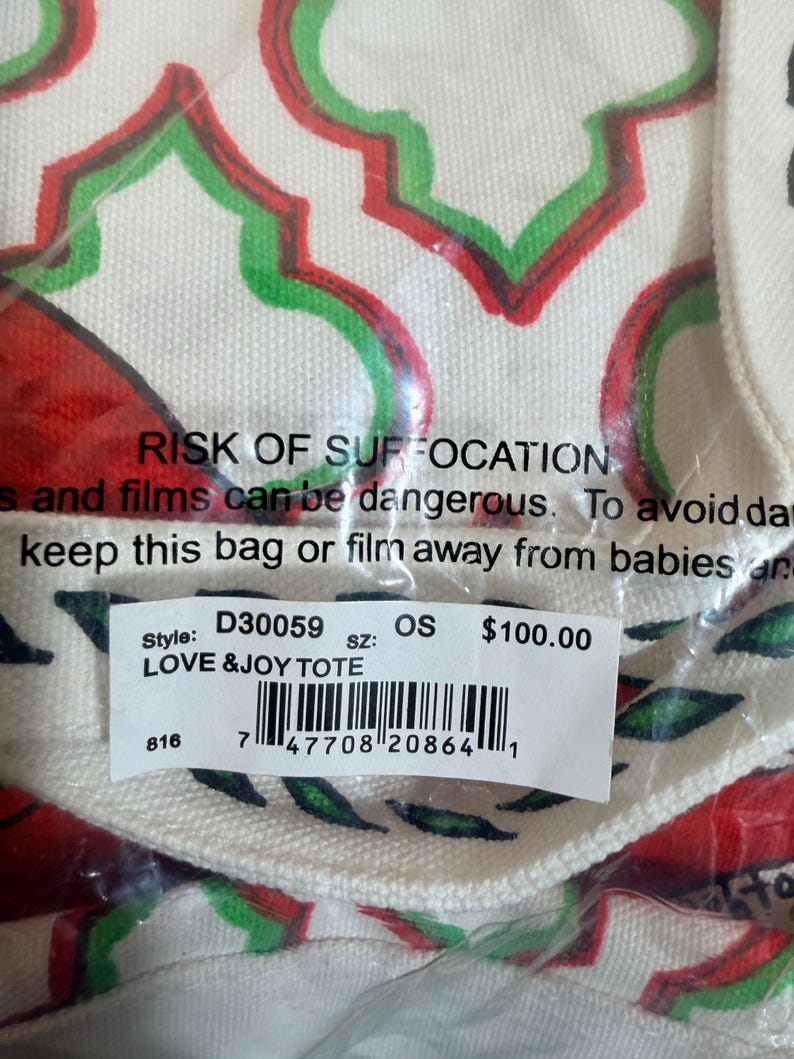 RISK OF SUFFOCATION
and films can be dangerous. To avoid
keep this bag or film away from babies
Style: D30059 SZ: OS $100.00
LOVE &JOY TOTE
816 7 47708 20864 1